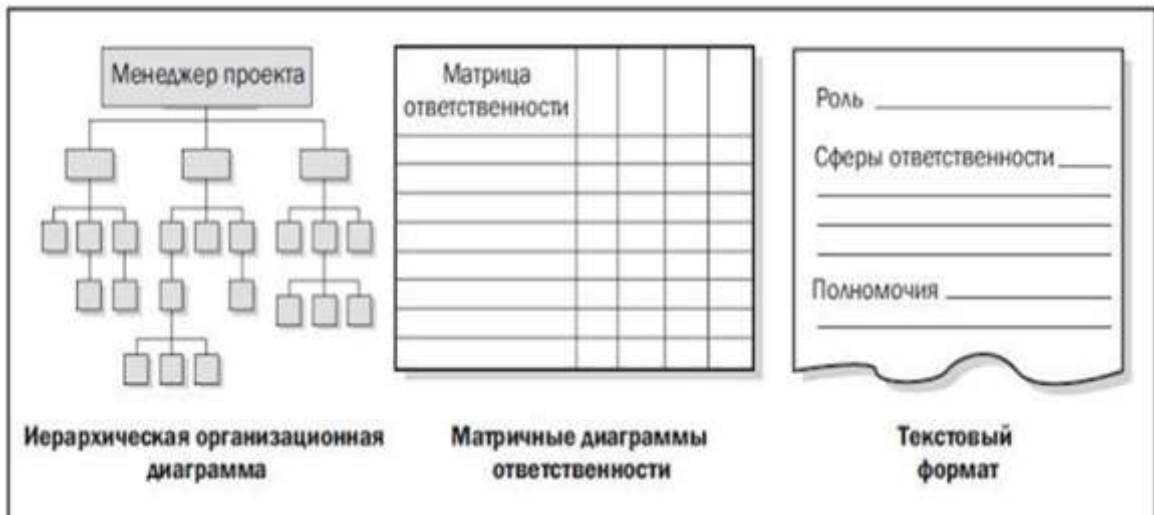 Менеджер проекта
Матрица
ответственности
Роль
Сферы ответственности
Полномочия
Иерархическая организационная
диаграмма
Матричные диаграммы
ответственности
Текстовый
формат